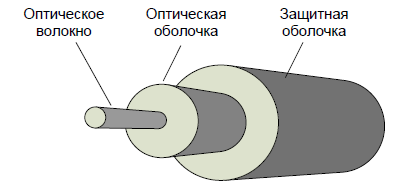 Оптическое
волокно
Оптическая
оболочка
Защитная
оболочка